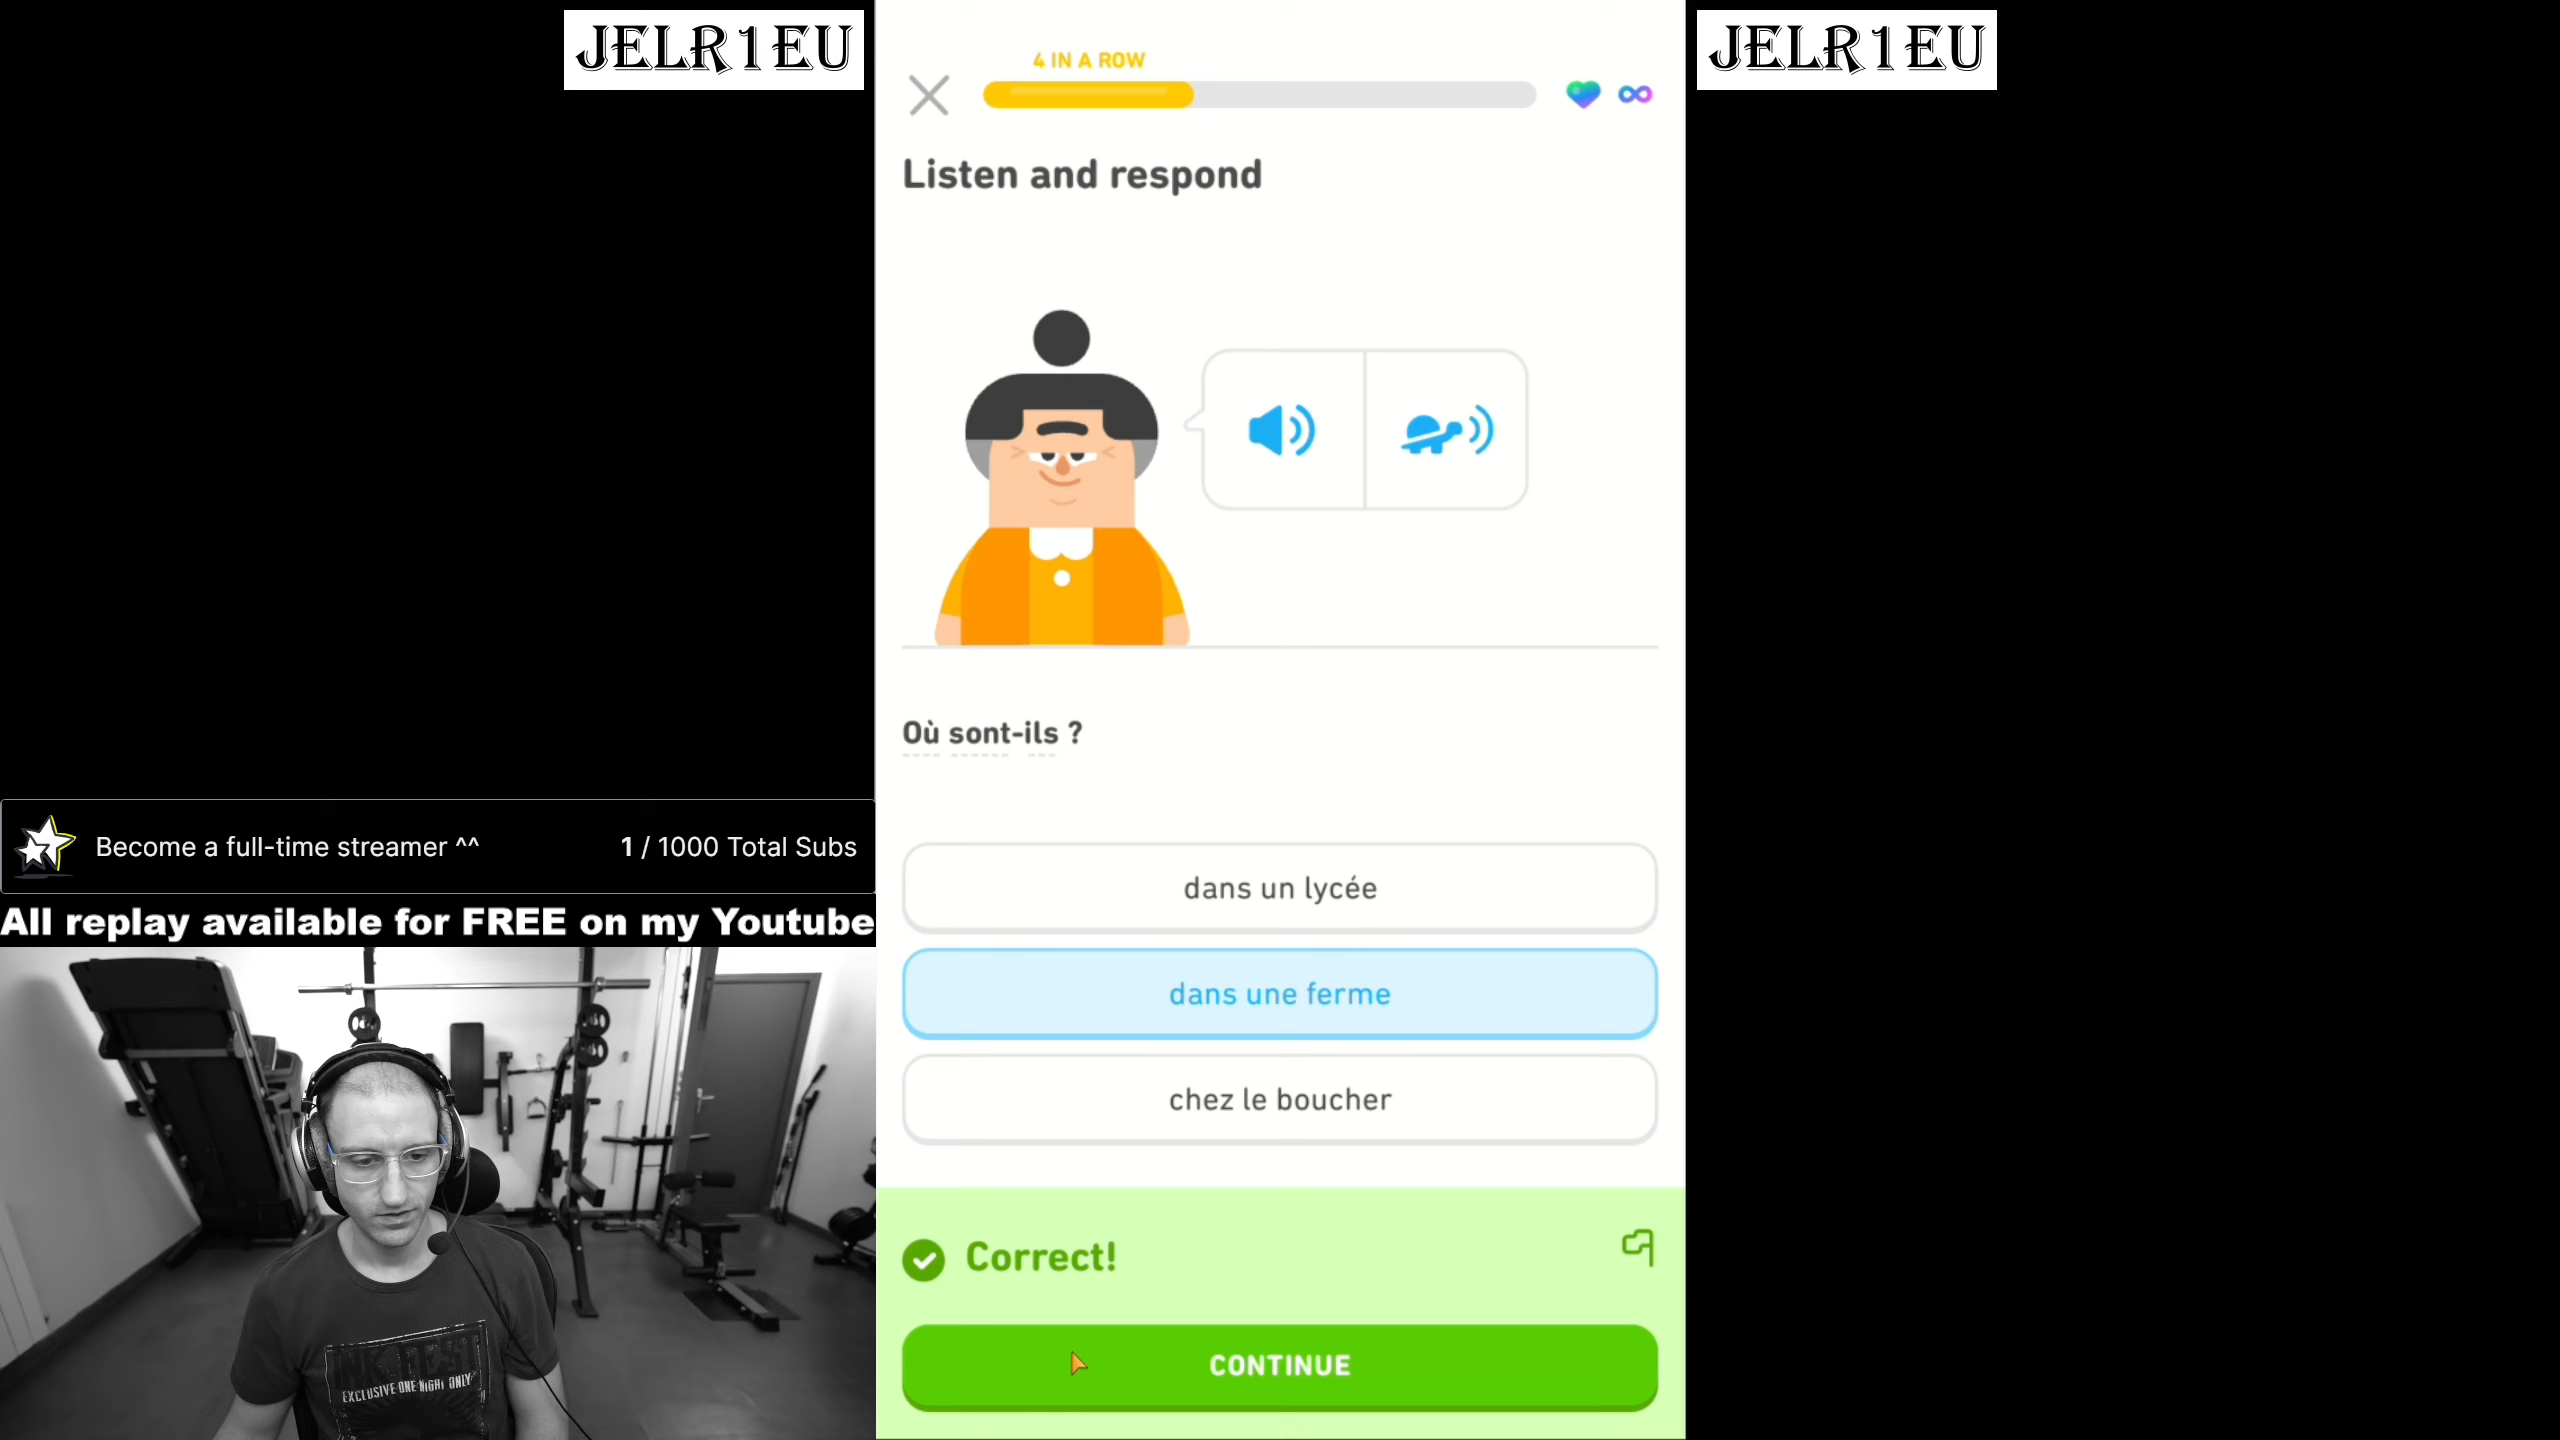 JELR1EU
JELR1EU
4 IN A ROW
Listen and respond
Où sont-ils ?
dans un lycée
dans une ferme
chez le boucher
Correct!
CONTINUE
Become a full-time streamer ^^
1 / 1000 Total Subs
All replay available for FREE on my Youtube
EXCLUSIVE ONE NIGHT ONLY